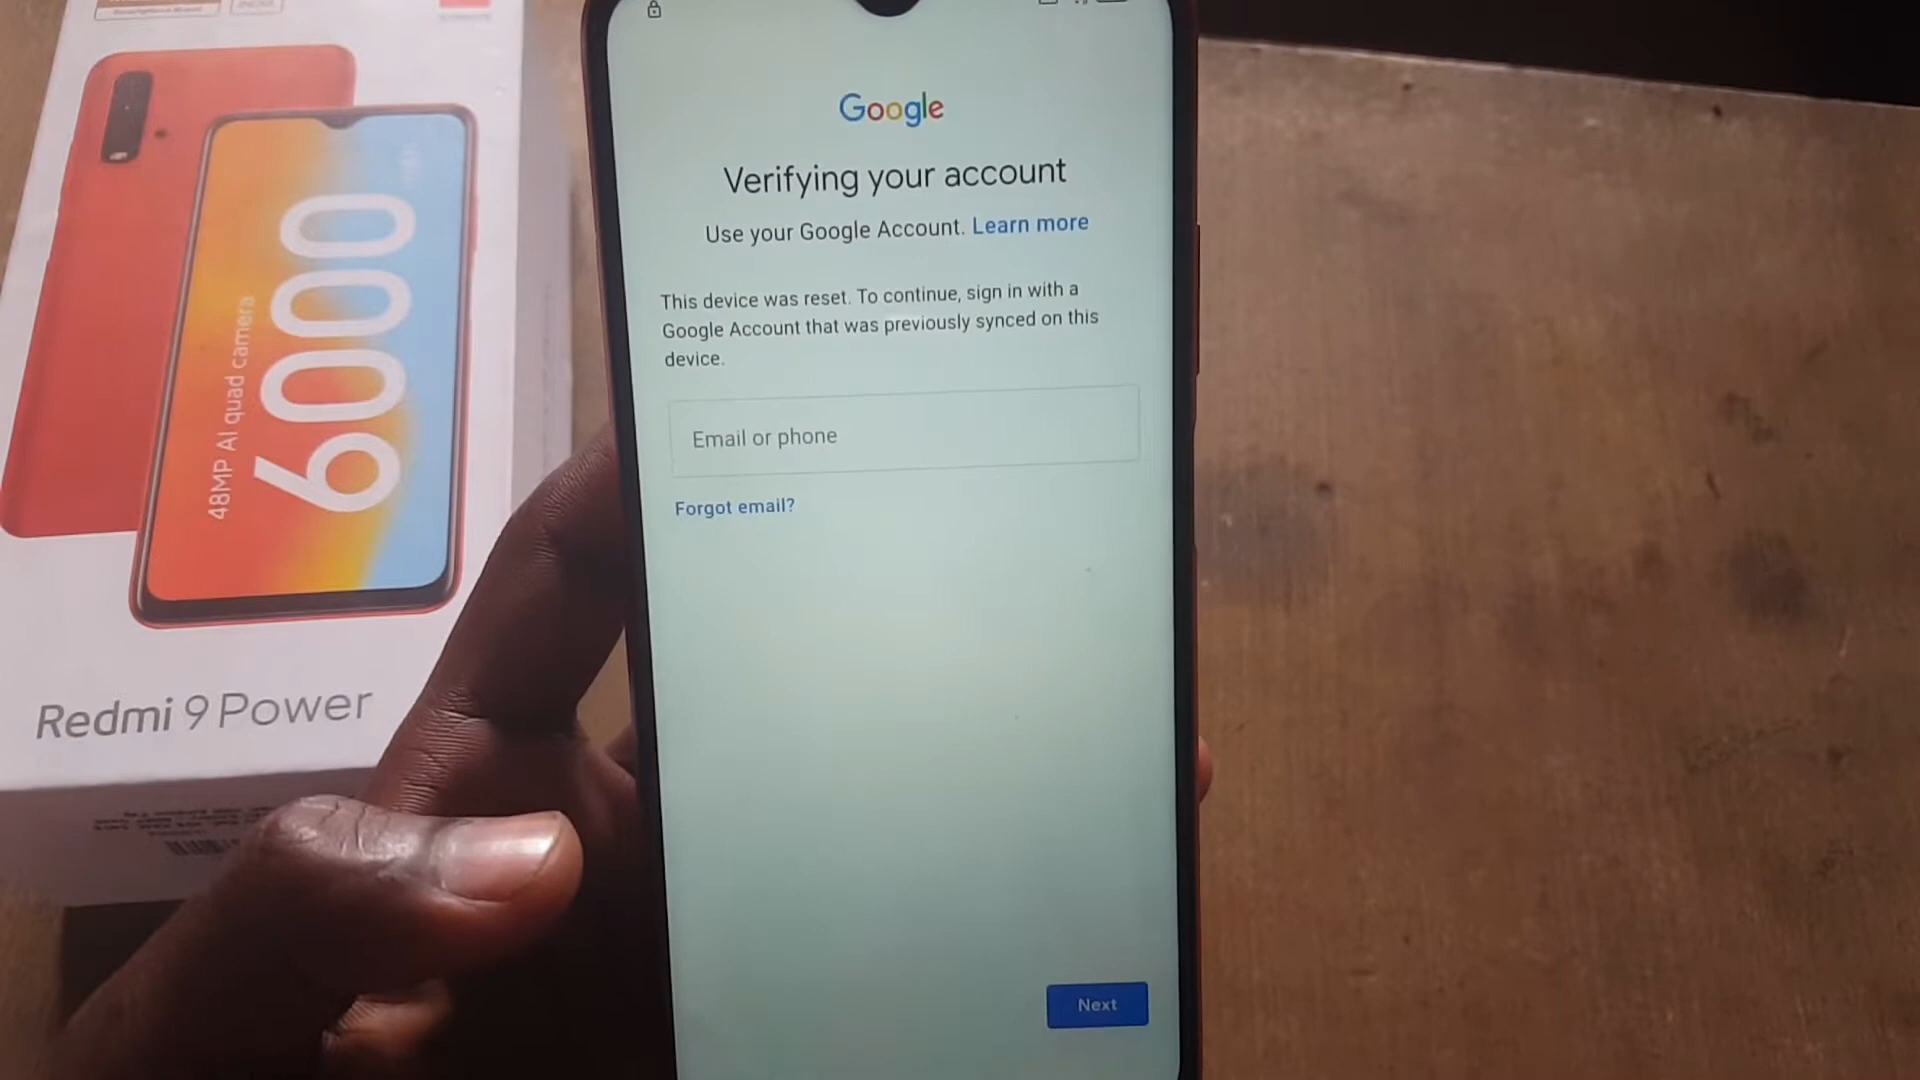 48MP AI quad camera
6000
Redmi 9 Power
Google
Verifying your account
Use your Google Account. Learn more
This device was reset. To continue, sign in with a
Google Account that was previously synced on this
device.
Email or phone
Forgot email?
Next